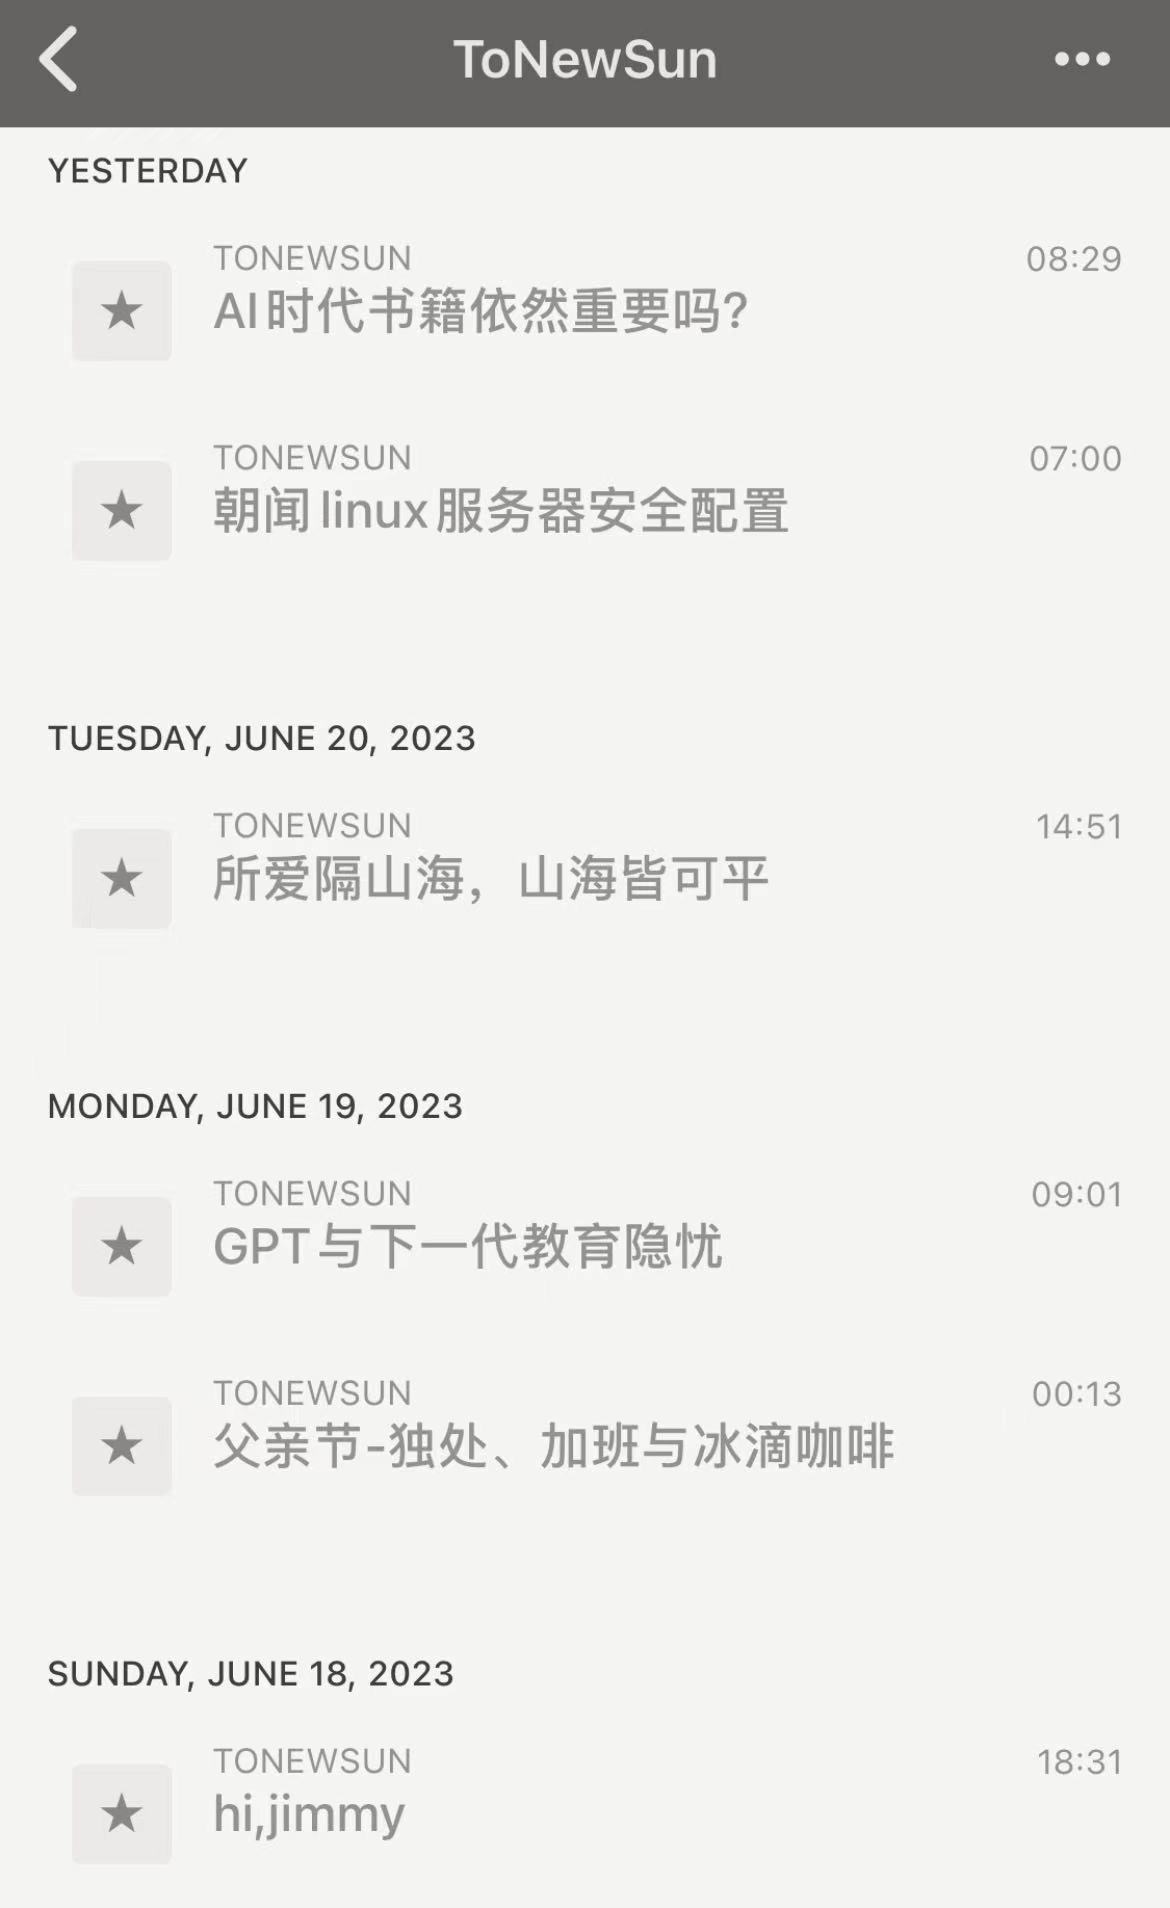 ToNewSun
YESTERDAY
TONEWSUN 08:29
AI时代书籍依然重要吗?
TONEWSUN 07:00
朝闻linux服务器安全配置
TUESDAY, JUNE 20, 2023
TONEWSUN 14:51
所爱隔山海，山海皆可平
MONDAY, JUNE 19, 2023
TONEWSUN 09:01
GPT与下一代教育隐忧
TONEWSUN 00:13
父亲节-独处、加班与冰滴咖啡
SUNDAY, JUNE 18, 2023
TONEWSUN 18:31
hi,jimmy